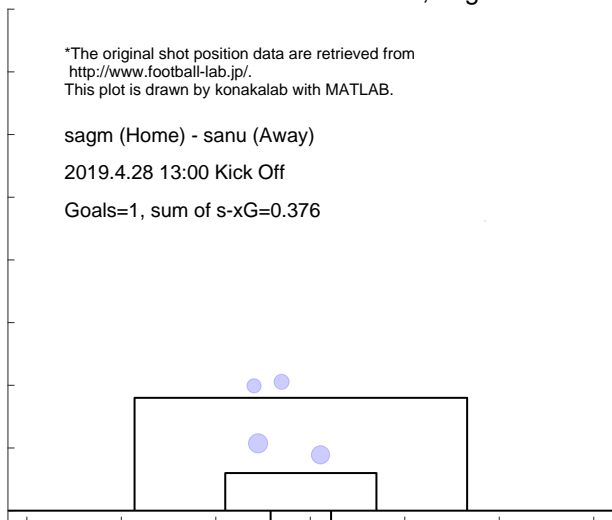 *The original shot position data are retrieved from
http://www.football-lab.jp/.
This plot is drawn by konakalab with MATLAB.
sagm (Home) - sanu (Away)
2019.4.28 13:00 Kick Off
Goals=1, sum of s-xG=0.376